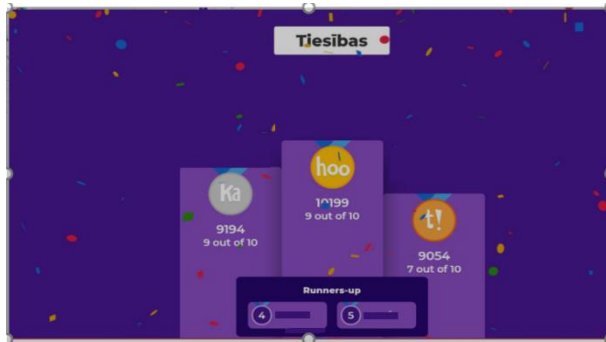 Tiesības
hoo
10199
9 out of 10
Ka
9194
9 out of 10
t!
9054
7 out of 10
Runners-up
4
5